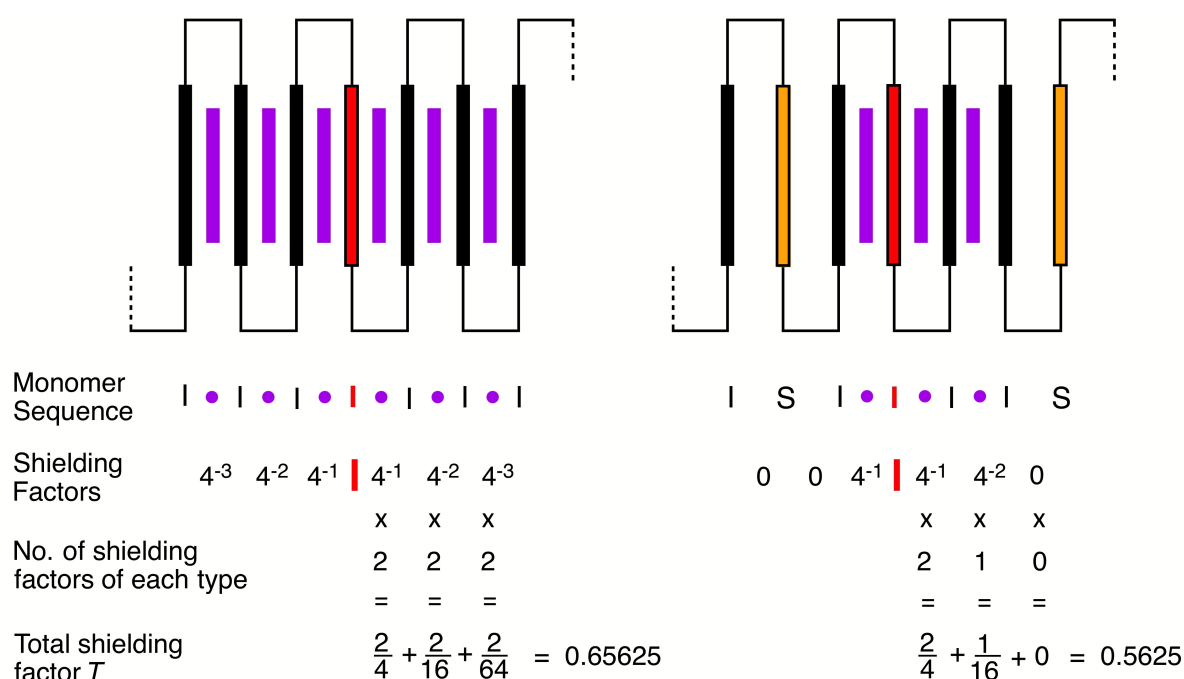 Monomer
Sequence
| • | • | • | • | • | • | | S | • | • | • | S
Shielding
Factors
4-3 4-2 4-1 | 4-1 4-2 4-3 0 0 4-1 | 4-1 4-2 0
x x x x x x
No. of shielding
factors of each type
2 2 2 2 1 0
= = = = = =
Total shielding
factor T
2/4 + 2/16 + 2/64 = 0.65625 2/4 + 1/16 + 0 = 0.5625